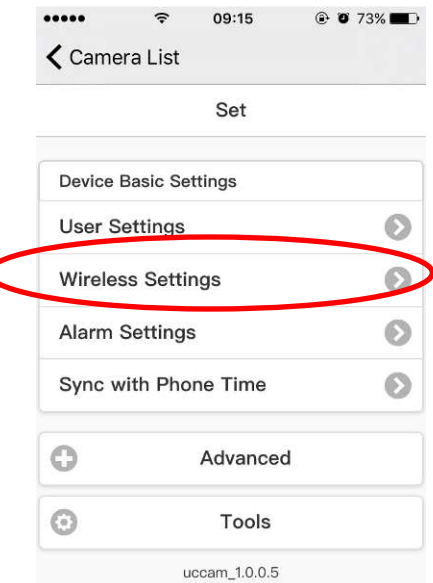 09:15 73%
Camera List
Set
Device Basic Settings
User Settings
Wireless Settings
Alarm Settings
Sync with Phone Time
Advanced
Tools
uccam_1.0.0.5